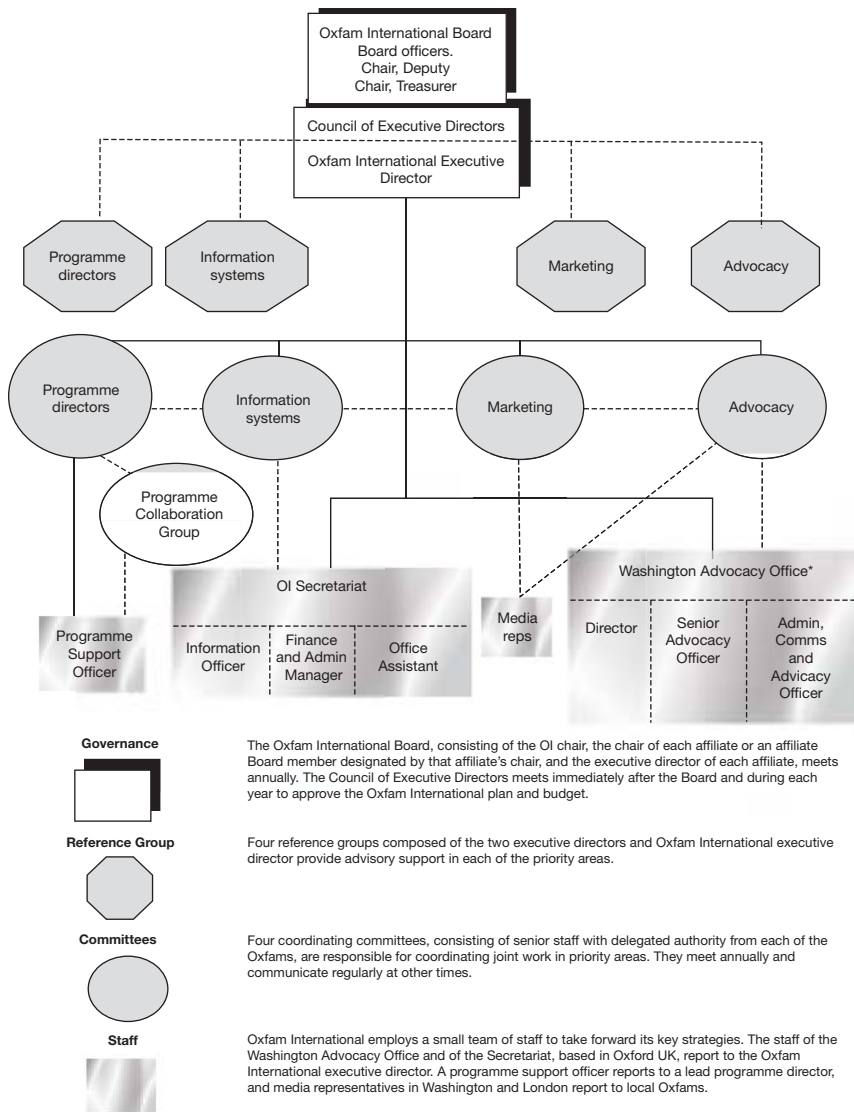 Oxfam International Board
Board officers.
Chair, Deputy
Chair, Treasurer
Council of Executive Directors
Oxfam International Executive
Director
Programme
directors
Information
systems
Marketing
Advocacy
Programme
directors
Information
systems
Marketing
Advocacy
Programme
Collaboration
Group
Programme
Support
Officer
OI Secretariat
Information
Officer
Finance
and Admin
Manager
Office
Assistant
Media
reps
Washington Advocacy Office*
Director
Senior
Advocacy
Officer
Admin,
Comms
and
Advicacy
Officer
Governance
The Oxfam International Board, consisting of the OI chair, the chair of each affiliate or an affiliate
Board member designated by that affiliate's chair, and the executive director of each affiliate, meets
annually. The Council of Executive Directors meets immediately after the Board and during each
year to approve the Oxfam International plan and budget.
Reference Group
Four reference groups composed of the two executive directors and Oxfam International executive
director provide advisory support in each of the priority areas.
Committees
Four coordinating committees, consisting of senior staff with delegated authority from each of the
Oxfams, are responsible for coordinating joint work in priority areas. They meet annually and
communicate regularly at other times.
Staff
Oxfam International employs a small team of staff to take forward its key strategies. The staff of the
Washington Advocacy Office and of the Secretariat, based in Oxford UK, report to the Oxfam
International executive director. A programme support officer reports to a lead programme director,
and media representatives in Washington and London report to local Oxfams.